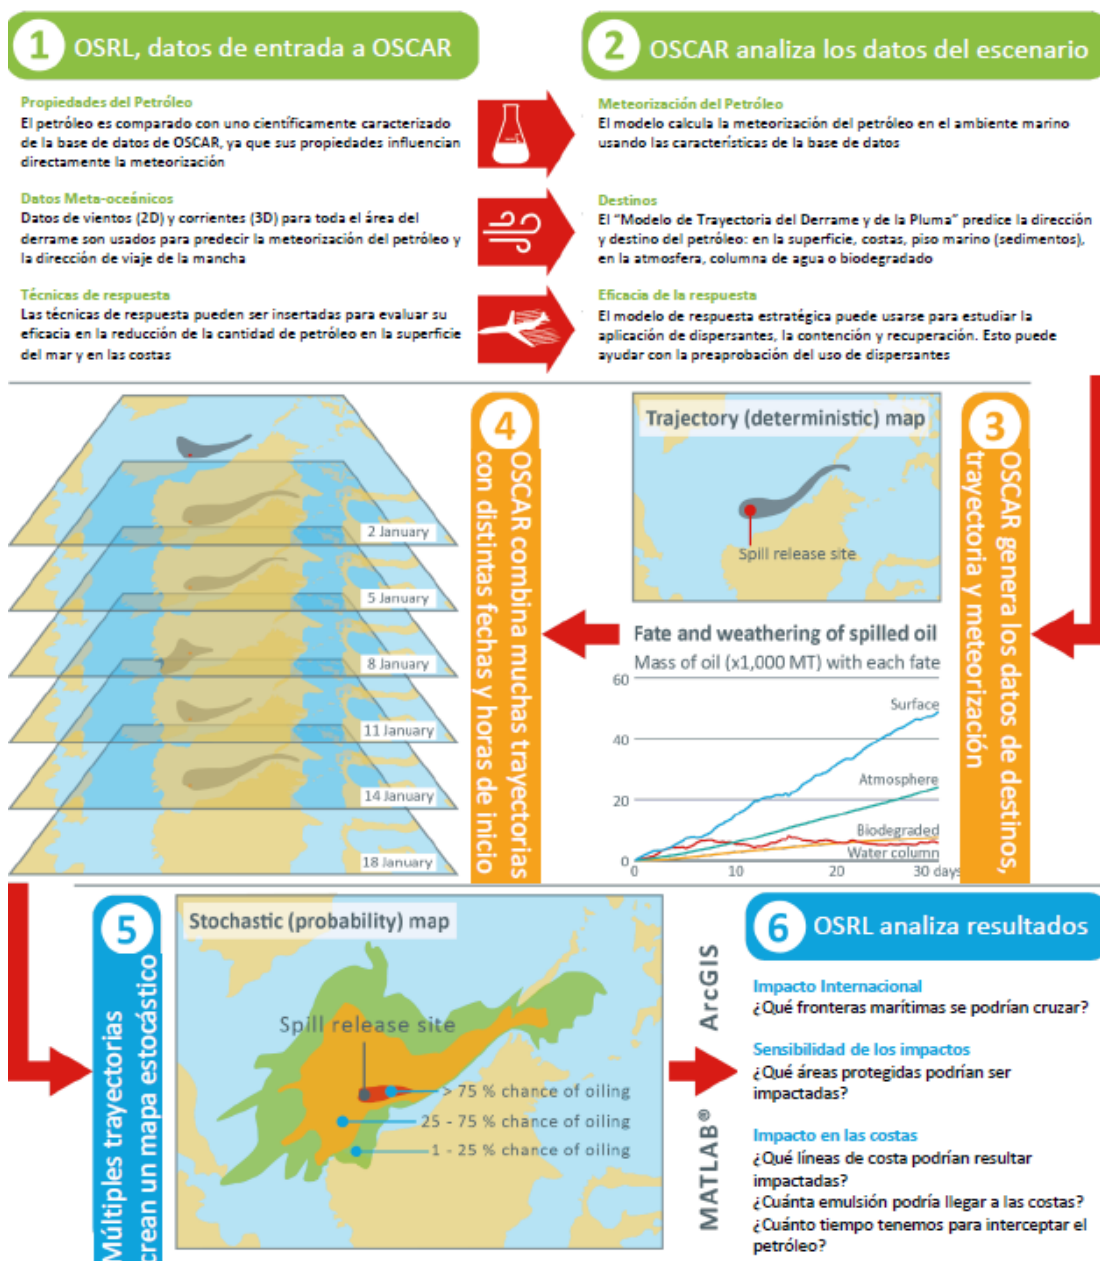 1 OSRL, datos de entrada a OSCAR
Propiedades del Petróleo
El petróleo es comparado con uno científicamente caracterizado
de la base de datos de OSCAR, ya que sus propiedades influencian
directamente la meteorización
Datos Meta-oceánicos
Datos de vientos (2D) y corrientes (3D) para toda el área del
derrame son usados para predecir la meteorización del petróleo y
la dirección de viaje de la mancha
Técnicas de respuesta
Las técnicas de respuesta pueden ser insertadas para evaluar su
eficacia en la reducción de la cantidad de petróleo en la superficie
del mar y en las costas
2 OSCAR analiza los datos del escenario
Meteorización del Petróleo
El modelo calcula la meteorización del petróleo en el ambiente marino
usando las características de la base de datos
Destinos
El “Modelo de Trayectoria del Derrame y de la Pluma” predice la dirección
y destino del petróleo: en la superficie, costas, piso marino (sedimentos),
en la atmosfera, columna de agua o biodegradado
Eficacia de la respuesta
El modelo de respuesta estratégica puede usarse para estudiar la
aplicación de dispersantes, la contención y recuperación. Esto puede
ayudar con la preaprobación del uso de dispersantes
3
OSCAR genera los datos de destinos,
trayectoria y meteorización
Trajectory (deterministic) map
Spill release site
Fate and weathering of spilled oil
Mass of oil (x1,000 MT) with each fate
60
40
20
0
Surface
Atmosphere
Biodegraded
Water column
0 10 20 30 days
4
OSCAR combina muchas trayectorias
con distintas fechas y horas de inicio
2 January
5 January
8 January
11 January
14 January
18 January
5
Múltiples trayectorias
crean un mapa estocástico
Stochastic (probability) map
Spill release site
> 75 % chance of oiling
25 - 75 % chance of oiling
1 - 25 % chance of oiling
MATLAB® ArcGIS
6 OSRL analiza resultados
Impacto Internacional
¿Qué fronteras marítimas se podrían cruzar?
Sensibilidad de los impactos
¿Qué áreas protegidas podrían ser
impactadas?
Impacto en las costas
¿Qué líneas de costa podrían resultar
impactadas?
¿Cuánta emulsión podría llegar a las costas?
¿Cuánto tiempo tenemos para interceptar el
petróleo?